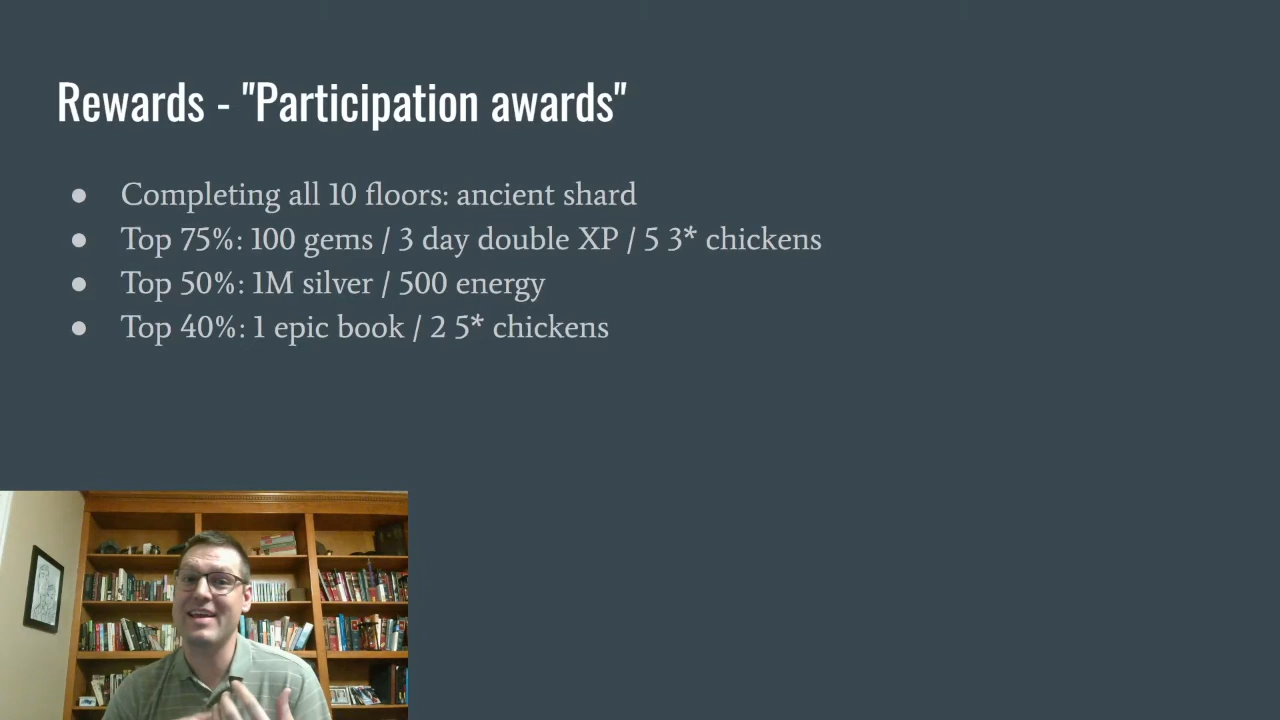 Rewards - "Participation awards"
● Completing all 10 floors: ancient shard
● Top 75%: 100 gems / 3 day double XP / 5 3* chickens
● Top 50%: 1M silver / 500 energy
● Top 40%: 1 epic book / 2 5* chickens